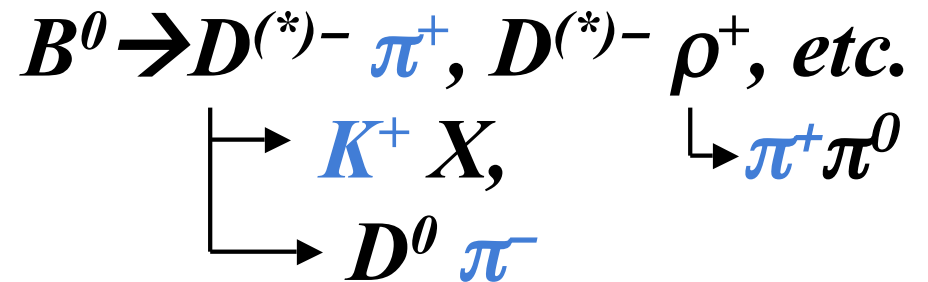 B⁰ → D⁽*⁾⁻ π⁺, D⁽*⁾⁻ ρ⁺, etc.
K⁺ X, π⁺π⁰
D⁰ π⁻